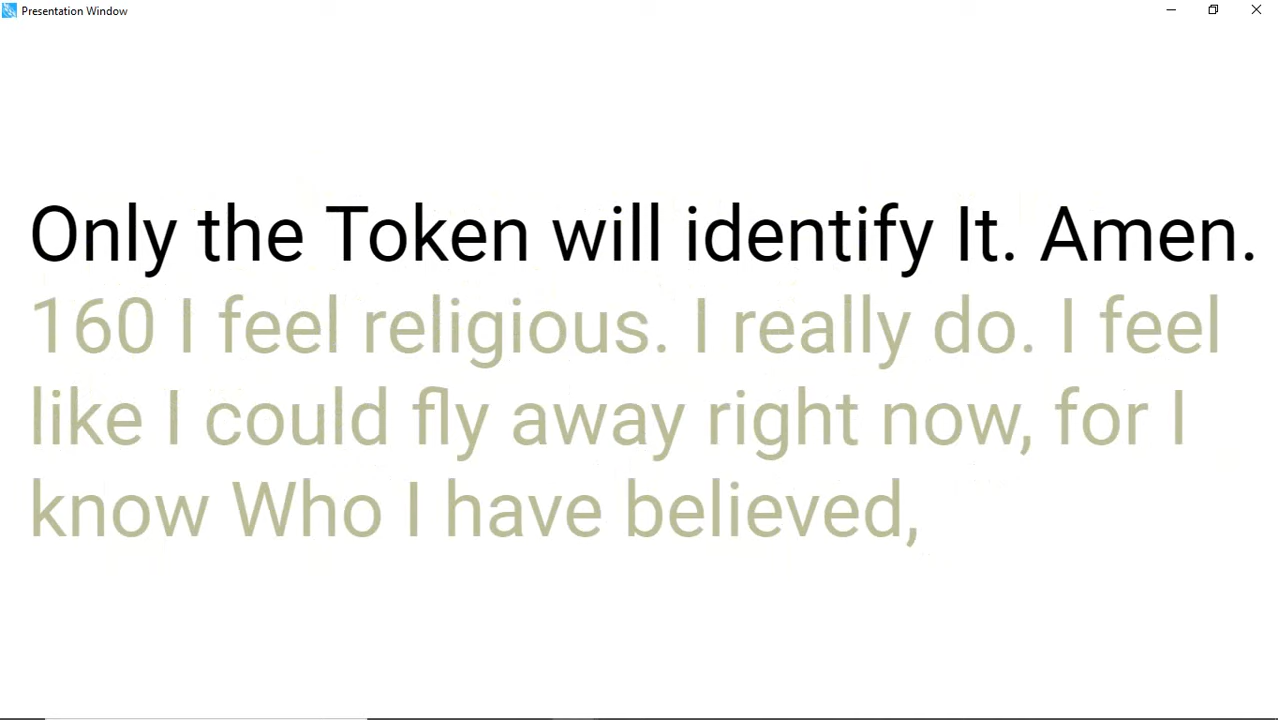 Presentation Window
Only the Token will identify It. Amen.
160 I feel religious. I really do. I feel
like I could fly away right now, for I
know Who I have believed,